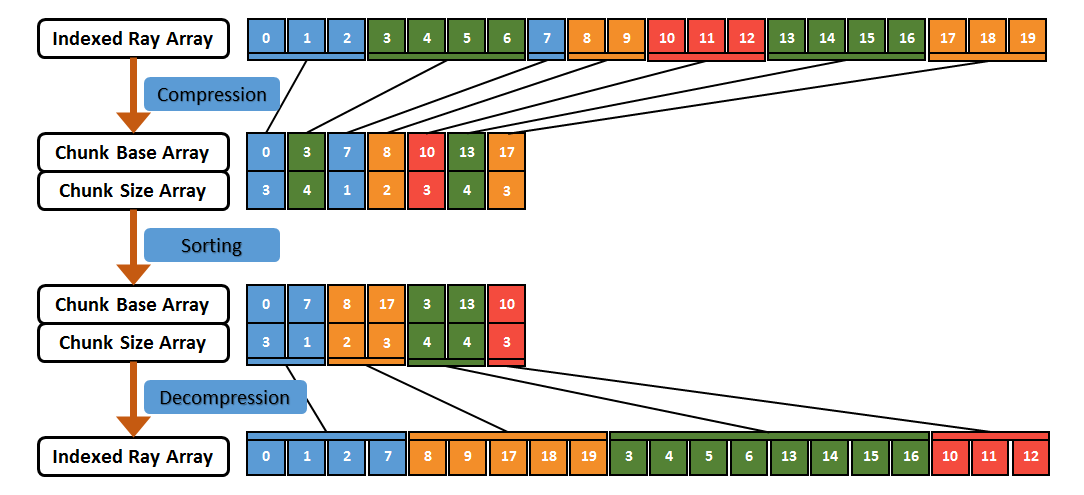 Indexed Ray Array 0 1 2 3 4 5 6 7 8 9 10 11 12 13 14 15 16 17 18 19
Compression
Chunk Base Array 0 3 7 8 10 13 17
Chunk Size Array 3 4 1 2 3 4 3
Sorting
Chunk Base Array 0 7 8 17 3 13 10
Chunk Size Array 3 1 2 3 4 4 3
Decompression
Indexed Ray Array 0 1 2 7 8 9 17 18 19 3 4 5 6 13 14 15 16 10 11 12